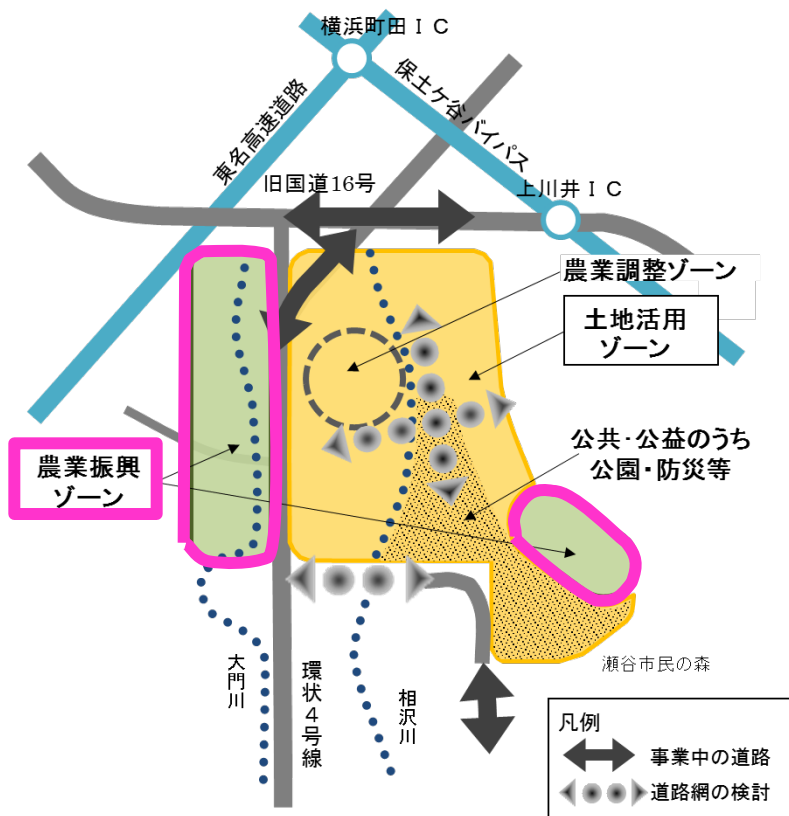 横浜町田IC
保土ケ谷バイパス
東名高速道路
旧国道16号
上川井IC
農業調整ゾーン
土地活用
ゾーン
農業振興
ゾーン
公共・公益のうち
公園・防災等
瀬谷市民の森
大門川
環状4号線
相沢川
凡例
事業中の道路
道路網の検討